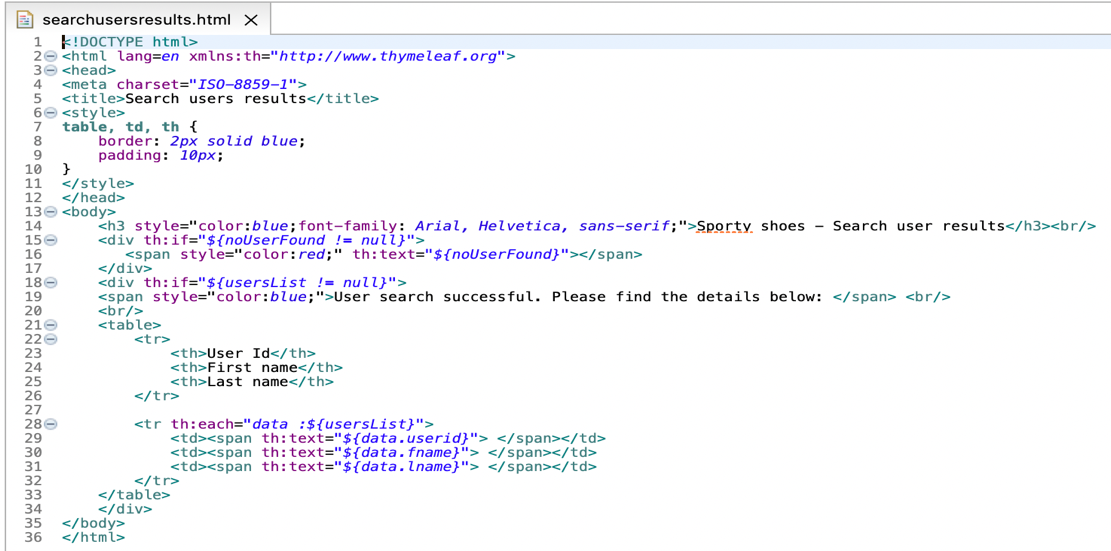 searchusersresults.html
1 <!DOCTYPE html>
2 <html lang=en xmlns:th="http://www.thymeleaf.org">
3 <head>
4 <meta charset="ISO-8859-1">
5 <title>Search users results</title>
6 <style>
7 table, td, th {
8     border: 2px solid blue;
9     padding: 10px;
10 }
11 </style>
12 </head>
13 <body>
14     <h3 style="color:blue;font-family: Arial, Helvetica, sans-serif;">Sporty shoes - Search user results</h3><br/>
15     <div th:if="${noUserFound != null}">
16        <span style="color:red;" th:text="${noUserFound}"></span>
17     </div>
18     <div th:if="${usersList != null}">
19     <span style="color:blue;">User search successful. Please find the details below: </span> <br/>
20     <br/>
21     <table>
22         <tr>
23             <th>User Id</th>
24             <th>First name</th>
25             <th>Last name</th>
26         </tr>
27
28         <tr th:each="data :${usersList}">
29             <td><span th:text="${data.userid}"> </span></td>
30             <td><span th:text="${data.fname}"> </span></td>
31             <td><span th:text="${data.lname}"> </span></td>
32         </tr>
33     </table>
34     </div>
35 </body>
36 </html>